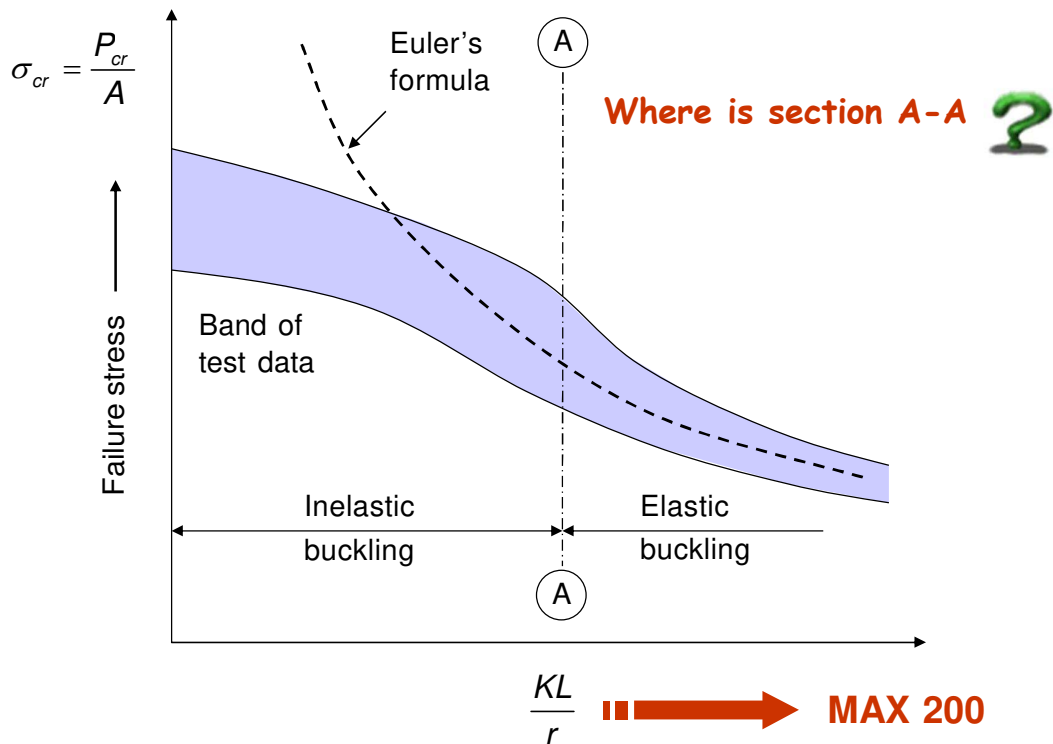 σcr = Pcr / A
Euler's
formula
A
Where is section A-A ?
Failure stress
Band of
test data
Inelastic
buckling
Elastic
buckling
A
KL / r
MAX 200